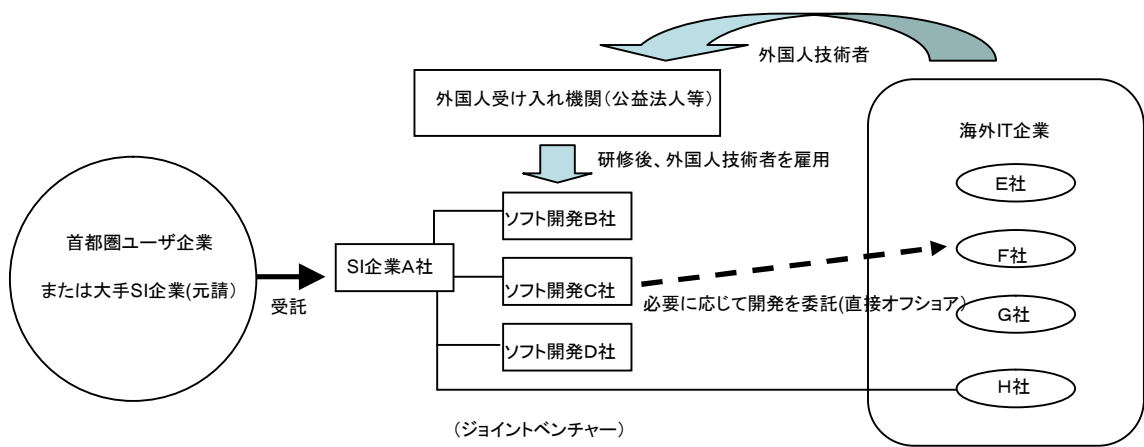 外国人技術者
外国人受け入れ機関(公益法人等)
海外IT企業
研修後、外国人技術者を雇用
E社
ソフト開発B社
首都圏ユーザ企業
または大手SI企業(元請)
SI企業A社
F社
受託
ソフト開発C社
必要に応じて開発を委託(直接オフショア)
G社
ソフト開発D社
H社
(ジョイントベンチャー)